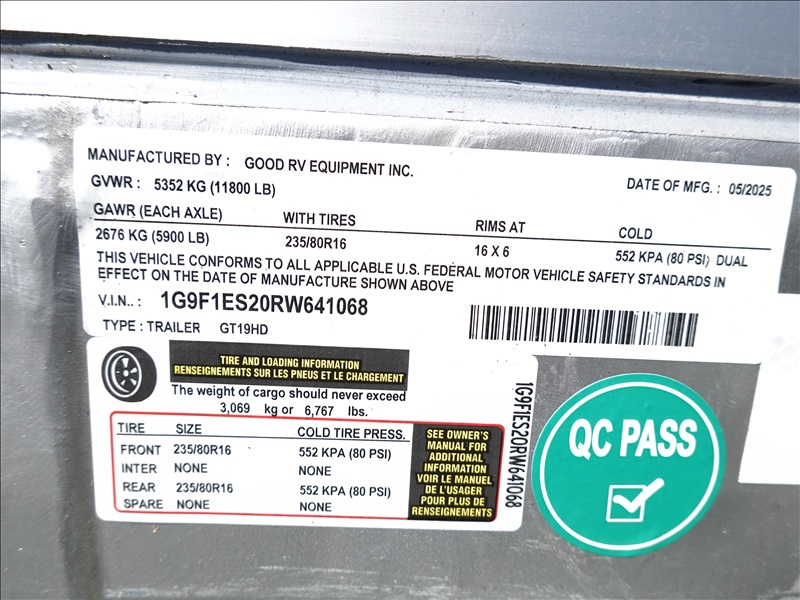 MANUFACTURED BY : GOOD RV EQUIPMENT INC.
GVWR : 5352 KG (11800 LB) DATE OF MFG. : 05/2025
GAWR (EACH AXLE) WITH TIRES RIMS AT COLD
2676 KG (5900 LB) 235/80R16 16 X 6 552 KPA (80 PSI) DUAL
THIS VEHICLE CONFORMS TO ALL APPLICABLE U.S. FEDERAL MOTOR VEHICLE SAFETY STANDARDS IN
EFFECT ON THE DATE OF MANUFACTURE SHOWN ABOVE
V.I.N.. : 1G9F1ES20RW641068
TYPE : TRAILER GT19HD
TIRE AND LOADING INFORMATION
RENSEIGNEMENTS SUR LES PNEUS ET LE CHARGEMENT
The weight of cargo should never exceed
3,069 kg or 6,767 lbs.
TIRE SIZE COLD TIRE PRESS.
FRONT 235/80R16 552 KPA (80 PSI)
INTER NONE NONE
REAR 235/80R16 552 KPA (80 PSI)
SPARE NONE NONE
SEE OWNER'S
MANUAL FOR
ADDITIONAL
INFORMATION
VOIR LE MANUEL
DE L'USAGER
POUR PLUS DE
RENSEIGNEMENTS
1G9F1ES20RW641068
QC PASS